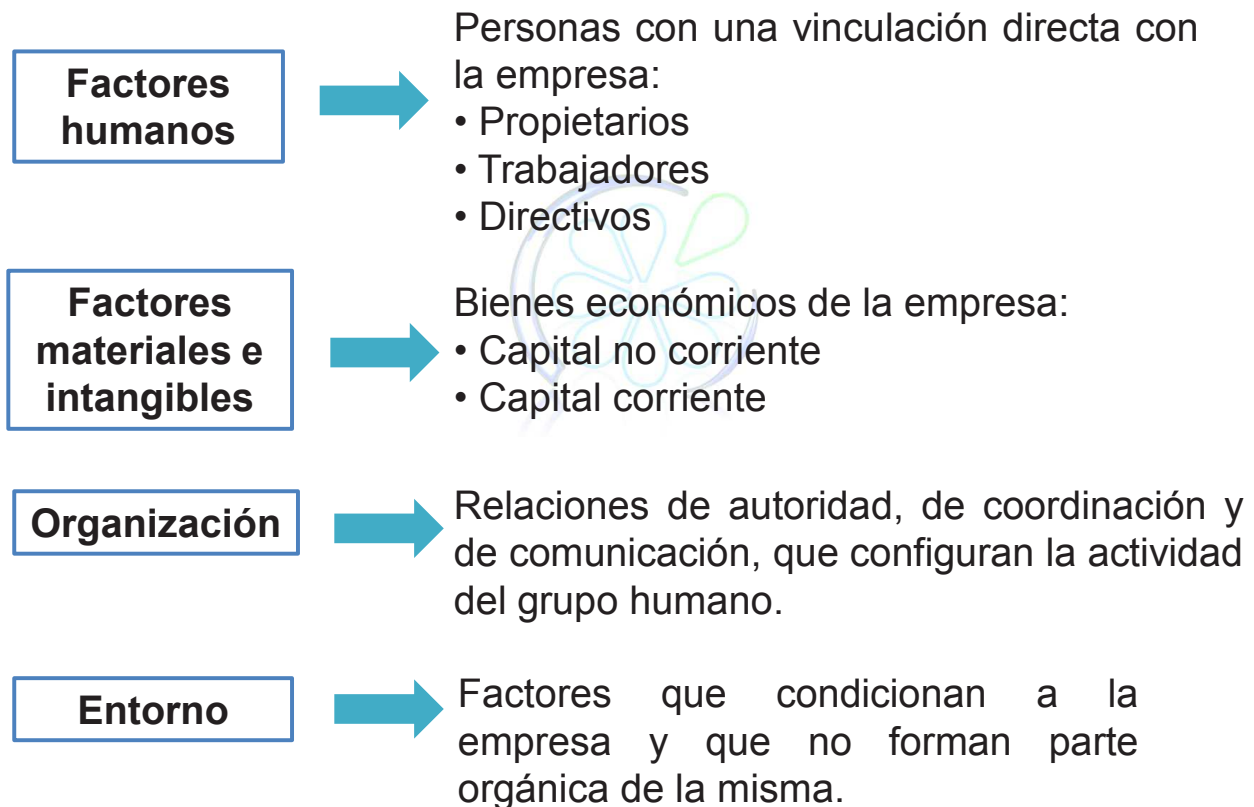 Factores
humanos
Personas con una vinculación directa con
la empresa:
• Propietarios
• Trabajadores
• Directivos
Factores
materiales e
intangibles
Bienes económicos de la empresa:
• Capital no corriente
• Capital corriente
Organización
Relaciones de autoridad, de coordinación y
de comunicación, que configuran la actividad
del grupo humano.
Entorno
Factores que condicionan a la
empresa y que no forman parte
orgánica de la misma.